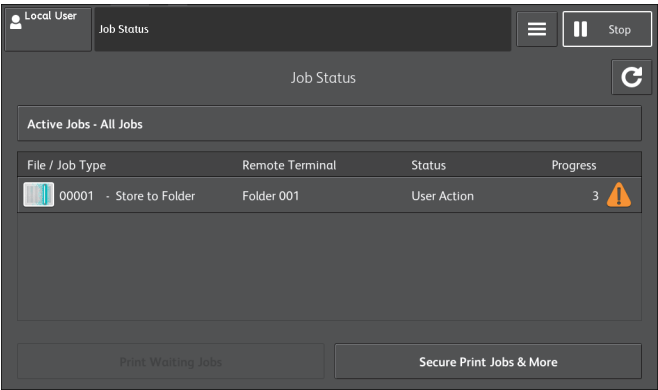 Local User
Job Status
Stop
Job Status
Active Jobs - All Jobs
File / Job Type Remote Terminal Status Progress
00001 - Store to Folder Folder 001 User Action 3
Print Waiting Jobs Secure Print Jobs & More